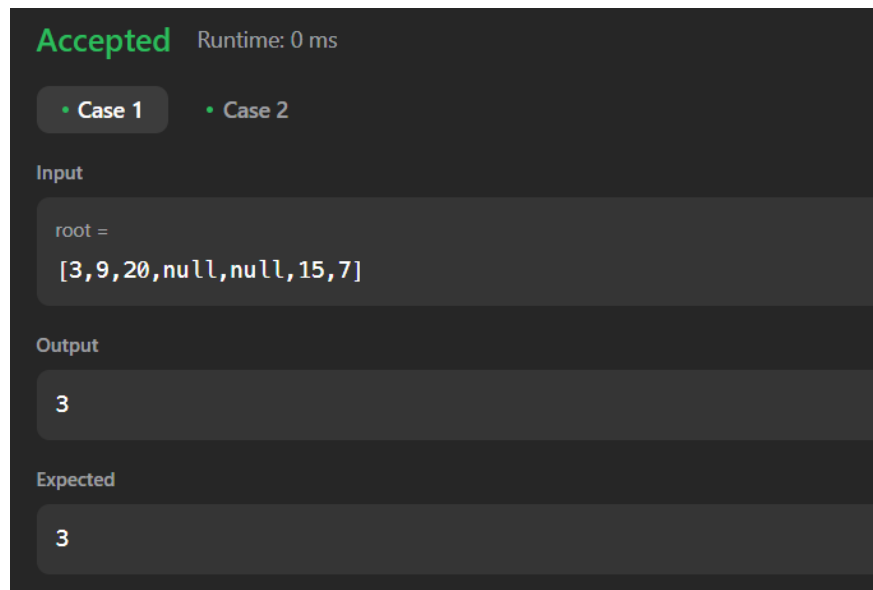 Accepted Runtime: 0 ms
• Case 1 • Case 2
Input
root =
[3,9,20,null,null,15,7]
Output
3
Expected
3